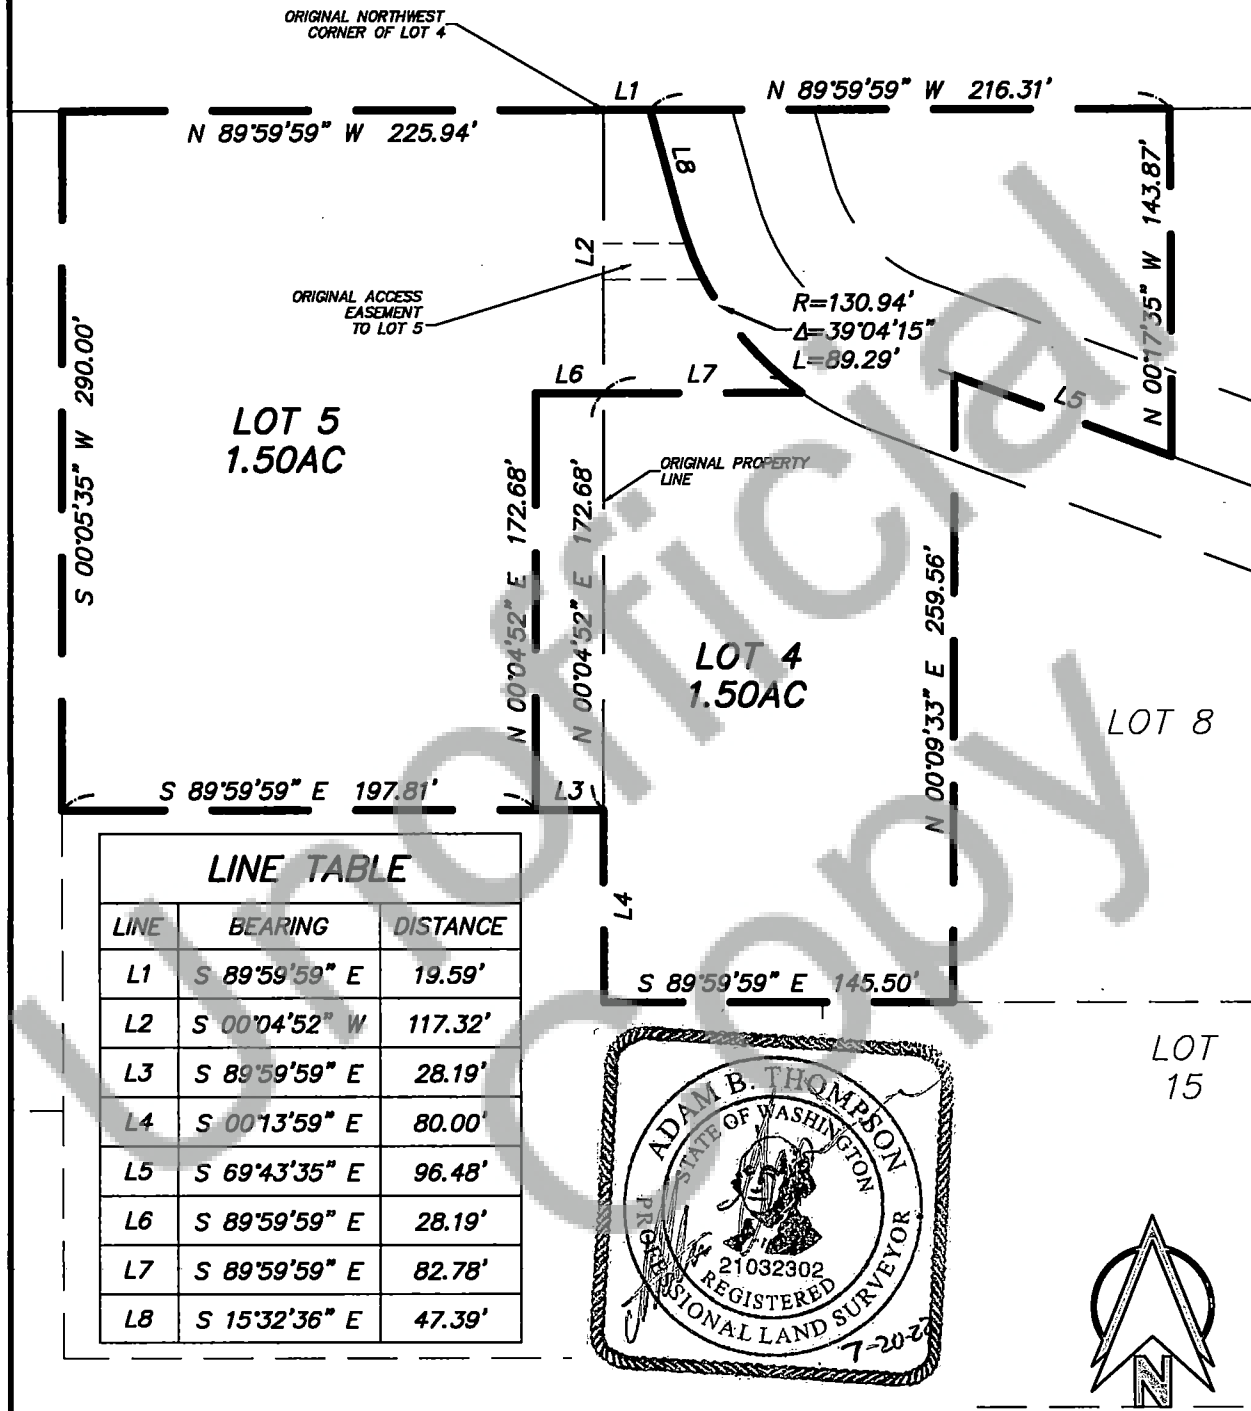 ORIGINAL NORTHWEST
CORNER OF LOT 4
L1
N 89°59'59" W 216.31'
N 89°59'59" W 225.94'
L8
N 00°17'35" W 143.87'
L2
ORIGINAL ACCESS
EASEMENT
TO LOT 5
R=130.94'
Δ=39°04'15"
L=89.29'
S 00°05'35" W 290.00'
L6
L7
L5
LOT 5
1.50AC
ORIGINAL PROPERTY
LINE
N 00°04'52" E 172.68'
N 00°04'52" E 172.68'
N 00°09'33" E 259.56'
LOT 4
1.50AC
LOT 8
S 89°59'59" E 197.81'
L3
L4
S 89°59'59" E 145.50'
LINE TABLE
LINE BEARING DISTANCE
L1 S 89°59'59" E 19.59'
L2 S 00°04'52" W 117.32'
L3 S 89°59'59" E 28.19'
L4 S 00°13'59" E 80.00'
L5 S 69°43'35" E 96.48'
L6 S 89°59'59" E 28.19'
L7 S 89°59'59" E 82.78'
L8 S 15°32'36" E 47.39'
LOT
15
ADAM B. THOMPSON
STATE OF WASHINGTON
21032302
REGISTERED
PROFESSIONAL LAND SURVEYOR
7-20-22
N
Unofficial
Copy